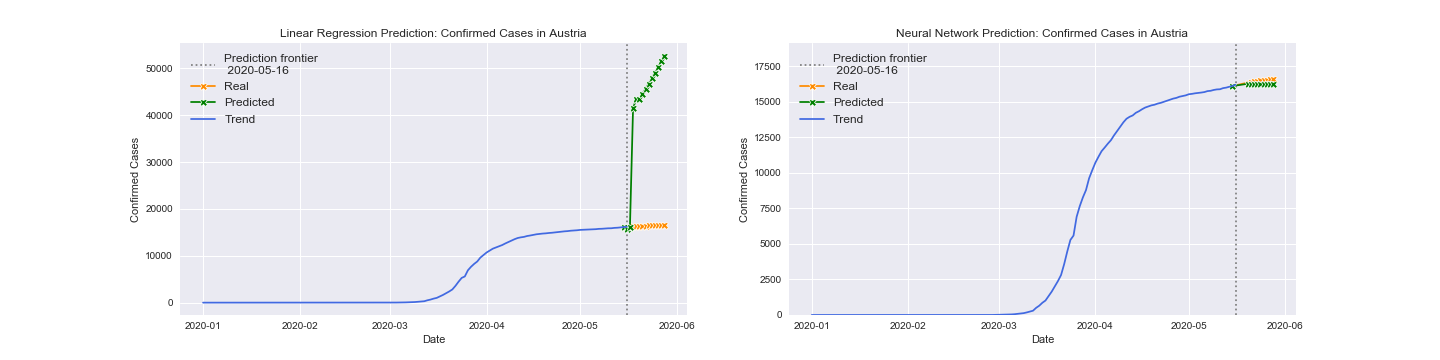 Linear Regression Prediction: Confirmed Cases in Austria
Prediction frontier
2020-05-16
Real
Predicted
Trend
50000
40000
30000
20000
10000
0
Confirmed Cases
2020-01
2020-02
2020-03
2020-04
2020-05
2020-06
Date
Neural Network Prediction: Confirmed Cases in Austria
Prediction frontier
2020-05-16
Real
Predicted
Trend
17500
15000
12500
10000
7500
5000
2500
0
Confirmed Cases
2020-01
2020-02
2020-03
2020-04
2020-05
2020-06
Date